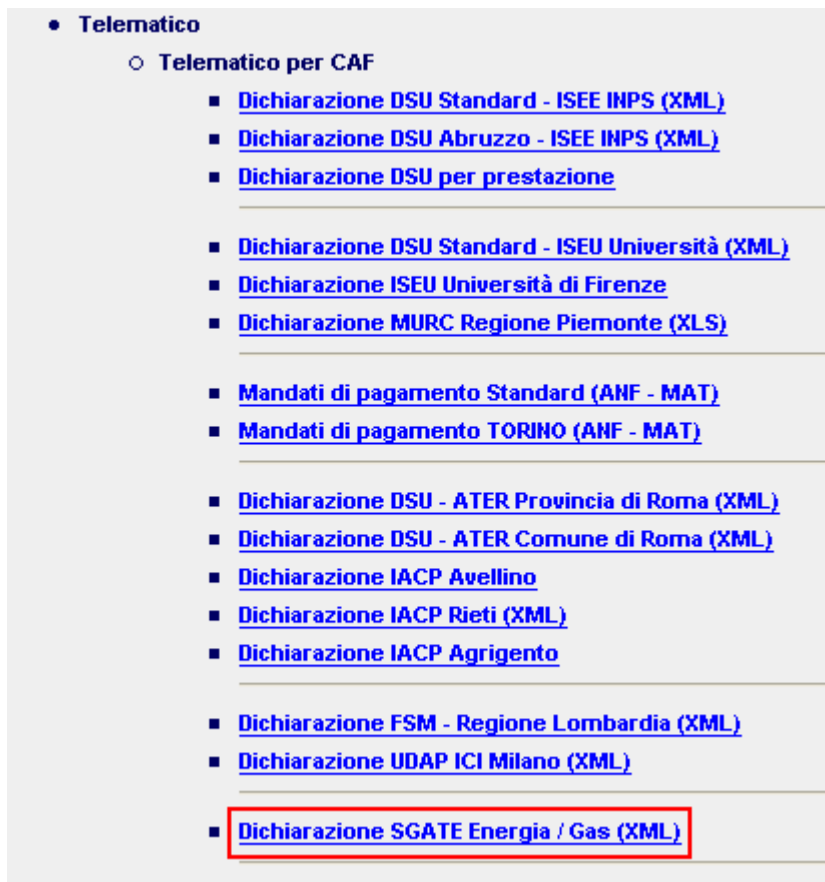 Telematico
Telematico per CAF
Dichiarazione DSU Standard - ISEE INPS (XML)
Dichiarazione DSU Abruzzo - ISEE INPS (XML)
Dichiarazione DSU per prestazione
Dichiarazione DSU Standard - ISEU Università (XML)
Dichiarazione ISEU Università di Firenze
Dichiarazione MURC Regione Piemonte (XLS)
Mandati di pagamento Standard (ANF - MAT)
Mandati di pagamento TORINO (ANF - MAT)
Dichiarazione DSU - ATER Provincia di Roma (XML)
Dichiarazione DSU - ATER Comune di Roma (XML)
Dichiarazione IACP Avellino
Dichiarazione IACP Rieti (XML)
Dichiarazione IACP Agrigento
Dichiarazione FSM - Regione Lombardia (XML)
Dichiarazione UDAP ICI Milano (XML)
Dichiarazione SGATE Energia / Gas (XML)